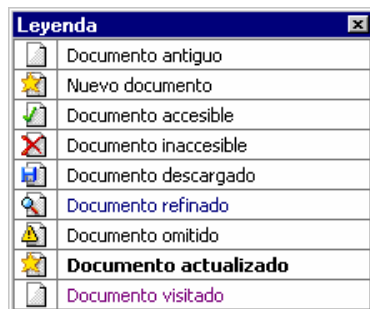 Leyenda
Documento antiguo
Nuevo documento
Documento accesible
Documento inaccesible
Documento descargado
Documento refinado
Documento omitido
Documento actualizado
Documento visitado